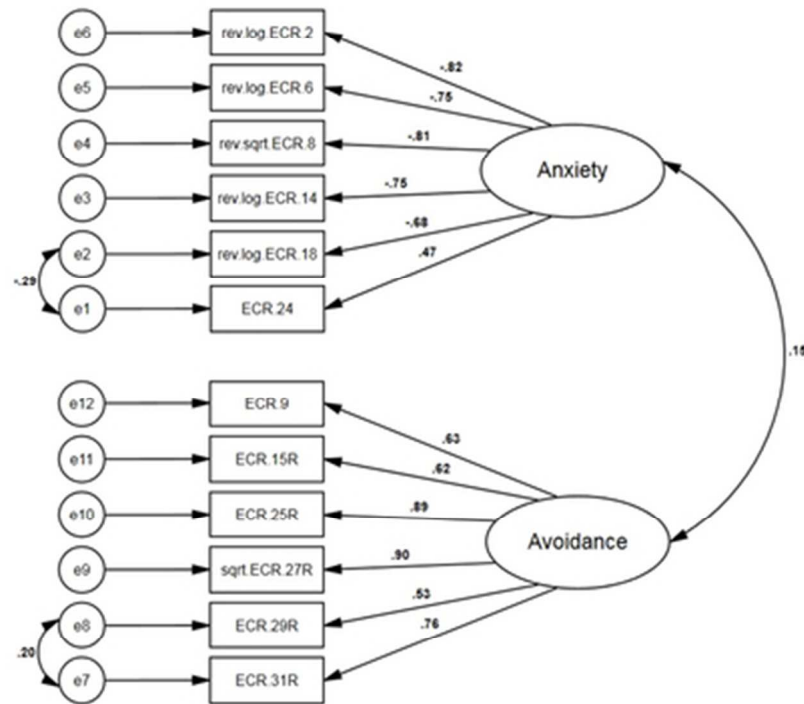 e6
rev.log.ECR.2
-.82
e5
rev.log.ECR.6
-.75
e4
rev.sqrt.ECR.8
-.81
Anxiety
e3
rev.log.ECR.14
-.75
e2
rev.log.ECR.18
-.68
-.29
e1
ECR.24
.47
.15
e12
ECR.9
.63
e11
ECR.15R
.62
e10
ECR.25R
.89
Avoidance
e9
sqrt.ECR.27R
.90
e8
ECR.29R
.53
.20
e7
ECR.31R
.76